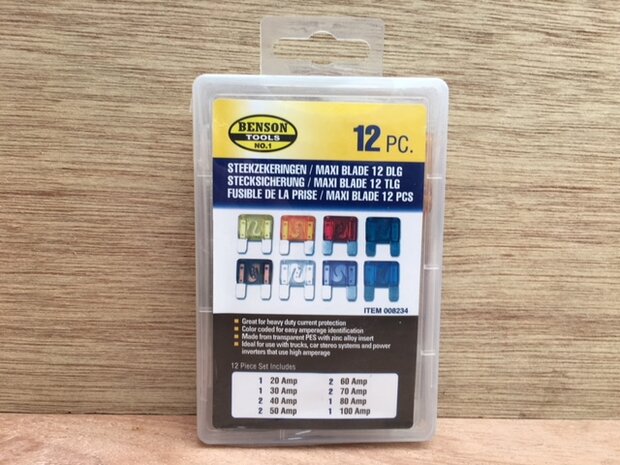 BENSON
TOOLS
NO.1
12 PC.
STEEKZEKERINGEN / MAXI BLADE 12 DLG
STECKSICHERUNG / MAXI BLADE 12 TLG
FUSIBLE DE LA PRISE / MAXI BLADE 12 PCS
ITEM 008234
Great for heavy duty current protection
Color coded for easy amperage identification
Made from transparent PES with zinc alloy insert
Ideal for use with trucks, car stereo systems and power
inverters that use high amperage
12 Piece Set Includes
1 20 Amp
1 30 Amp
2 40 Amp
2 50 Amp
2 60 Amp
2 70 Amp
1 80 Amp
1 100 Amp